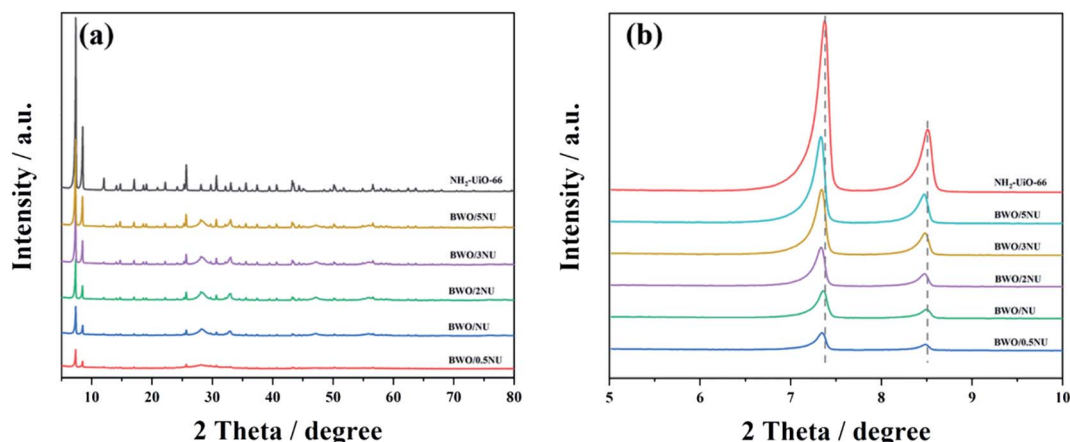 (a)
Intensity / a.u.
NH₂-UiO-66
BWO/5NU
BWO/3NU
BWO/2NU
BWO/NU
BWO/0.5NU
10 20 30 40 50 60 70 80
2 Theta / degree
(b)
Intensity / a.u.
NH₂-UiO-66
BWO/5NU
BWO/3NU
BWO/2NU
BWO/NU
BWO/0.5NU
5 6 7 8 9 10
2 Theta / degree